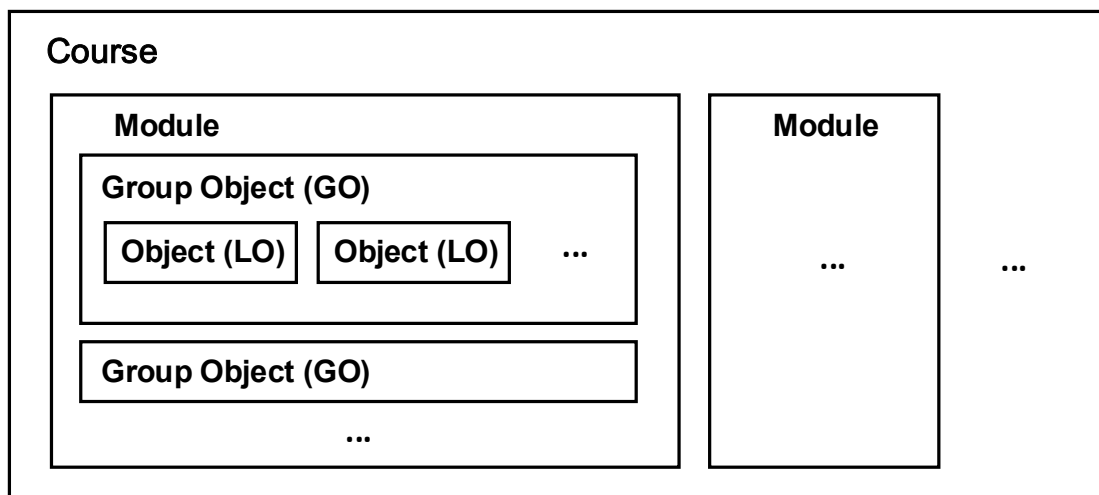 Course
Module
Group Object (GO)
Object (LO)
Object (LO)
...
Group Object (GO)
...
Module
...
...